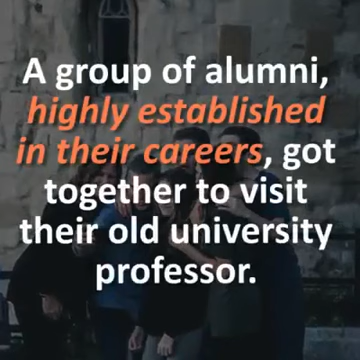 A group of alumni,
highly established
in their careers, got
together to visit
their old university
professor.